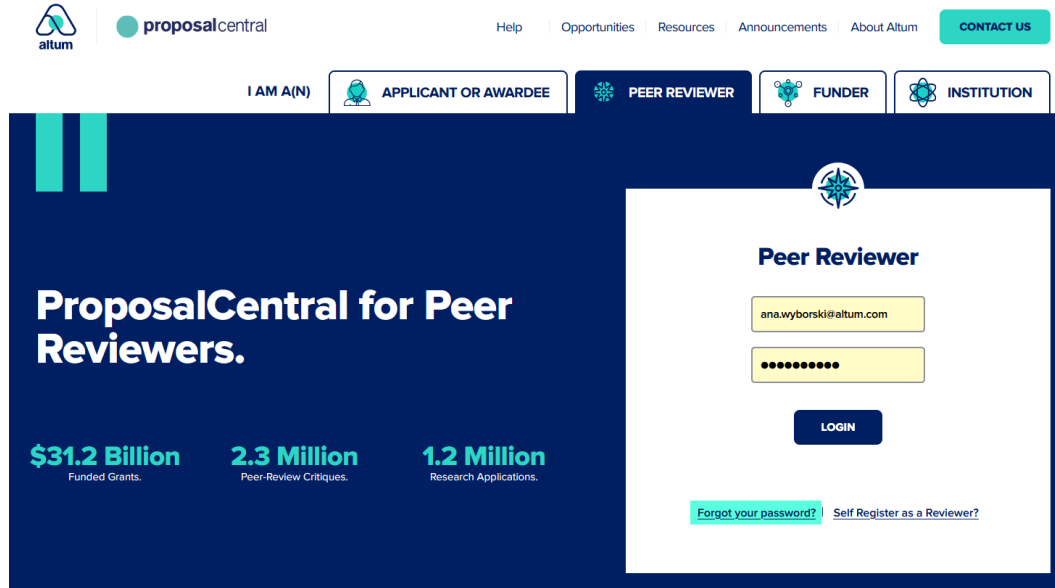 altum
proposalcentral
Help
Opportunities
Resources
Announcements
About Altum
CONTACT US
I AM A(N)
APPLICANT OR AWARDEE
PEER REVIEWER
FUNDER
INSTITUTION
ProposalCentral for Peer
Reviewers.
$31.2 Billion
Funded Grants.
2.3 Million
Peer-Review Critiques.
1.2 Million
Research Applications.
Peer Reviewer
ana.wyborski@altum.com
••••••••••
LOGIN
Forgot your password?
Self Register as a Reviewer?